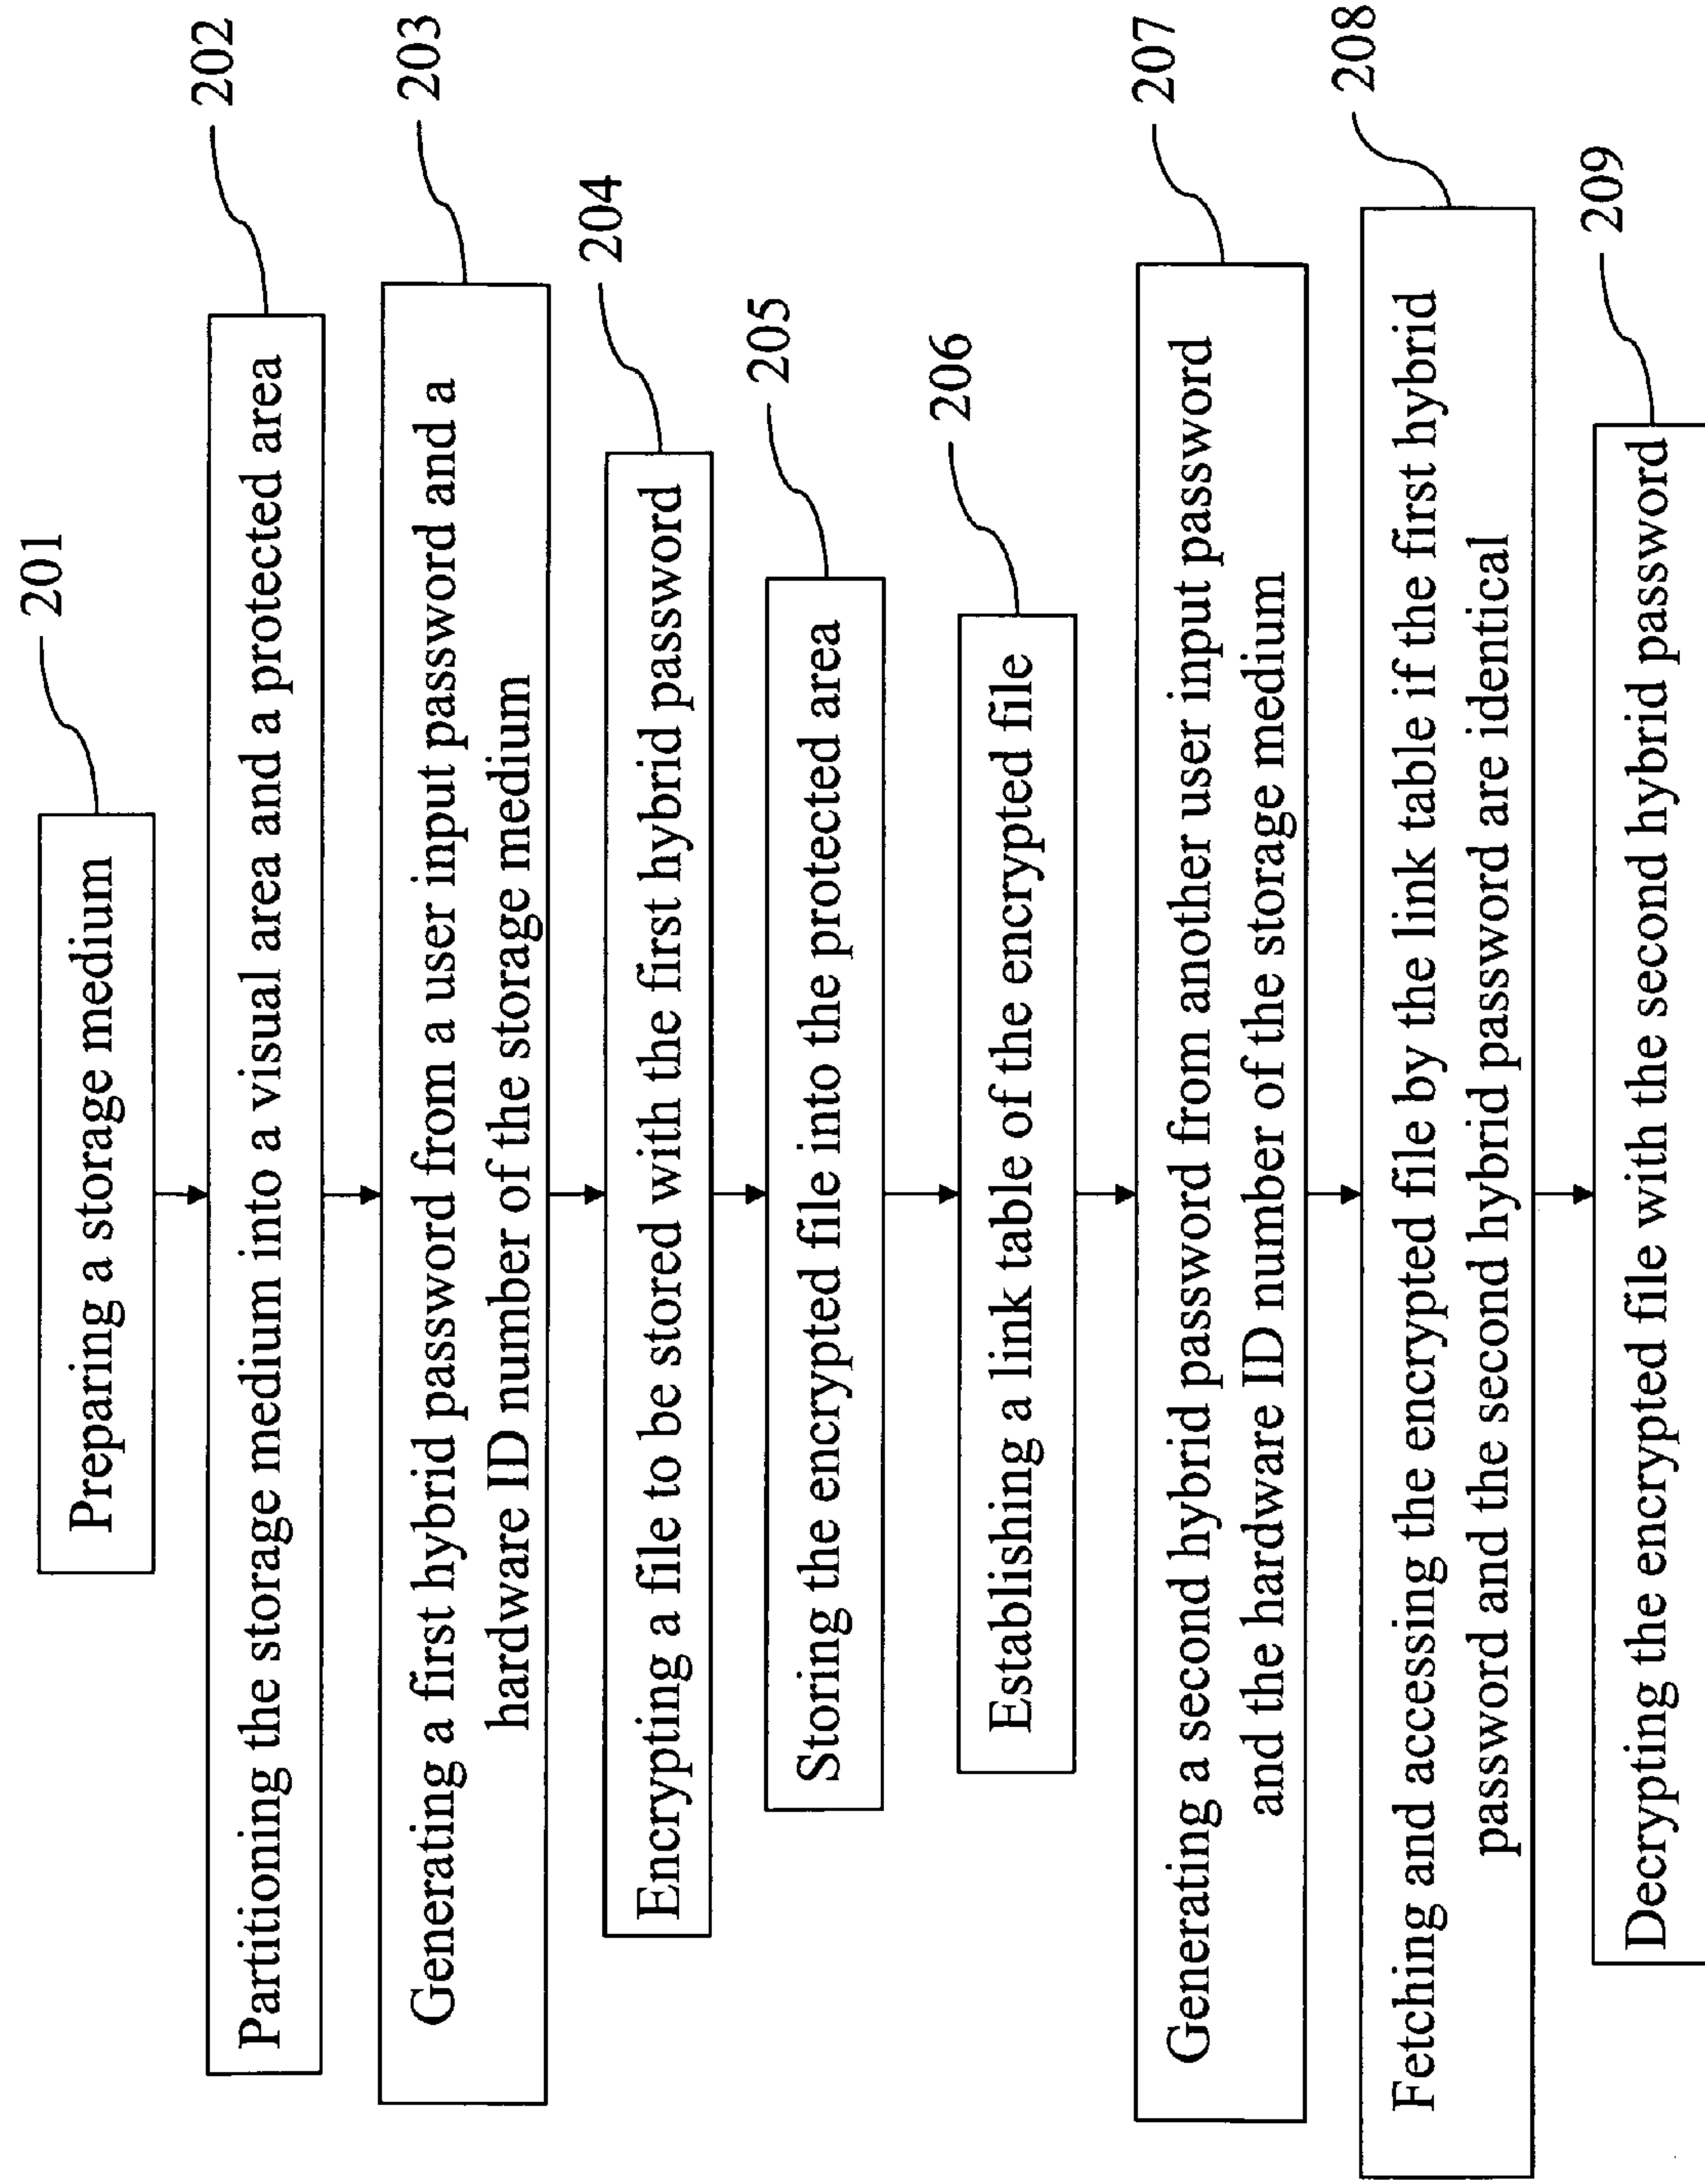 201
Preparing a storage medium
202
Partitioning the storage medium into a visual area and a protected area
203
Generating a first hybrid password from a user input password and a
hardware ID number of the storage medium
204
Encrypting a file to be stored with the first hybrid password
205
Storing the encrypted file into the protected area
206
Establishing a link table of the encrypted file
207
Generating a second hybrid password from another user input password
and the hardware ID number of the storage medium
208
Fetching and accessing the encrypted file by the link table if the first hybrid
password and the second hybrid password are identical
209
Decrypting the encrypted file with the second hybrid password